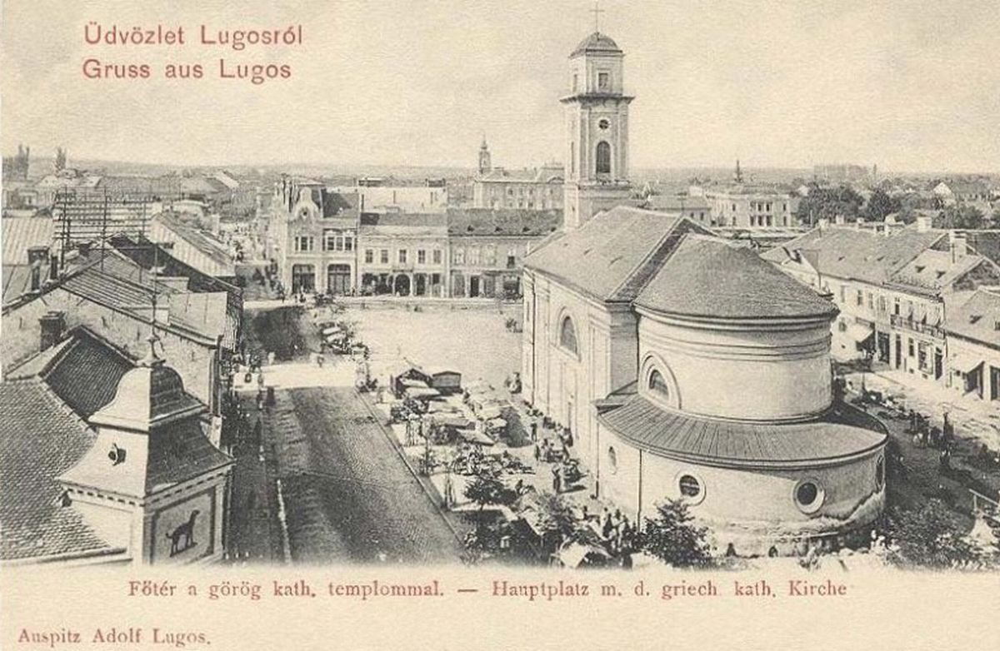 Üdvözlet Lugosról
Gruss aus Lugos
Főtér a görög kath. templommal. — Hauptplatz m. d. griech kath. Kirche
Auspitz Adolf Lugos.